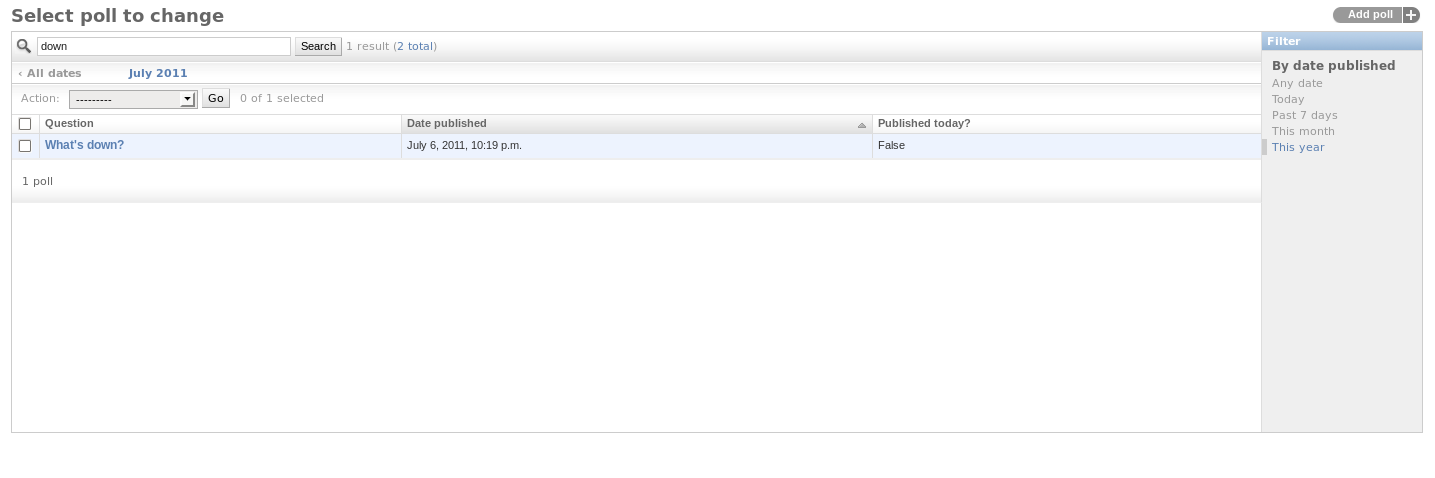 Select poll to change
Add poll +
down Search 1 result (2 total)
‹ All dates July 2011
Action: --------- Go 0 of 1 selected
Question Date published Published today?
What's down? July 6, 2011, 10:19 p.m. False
1 poll
Filter
By date published
Any date
Today
Past 7 days
This month
This year